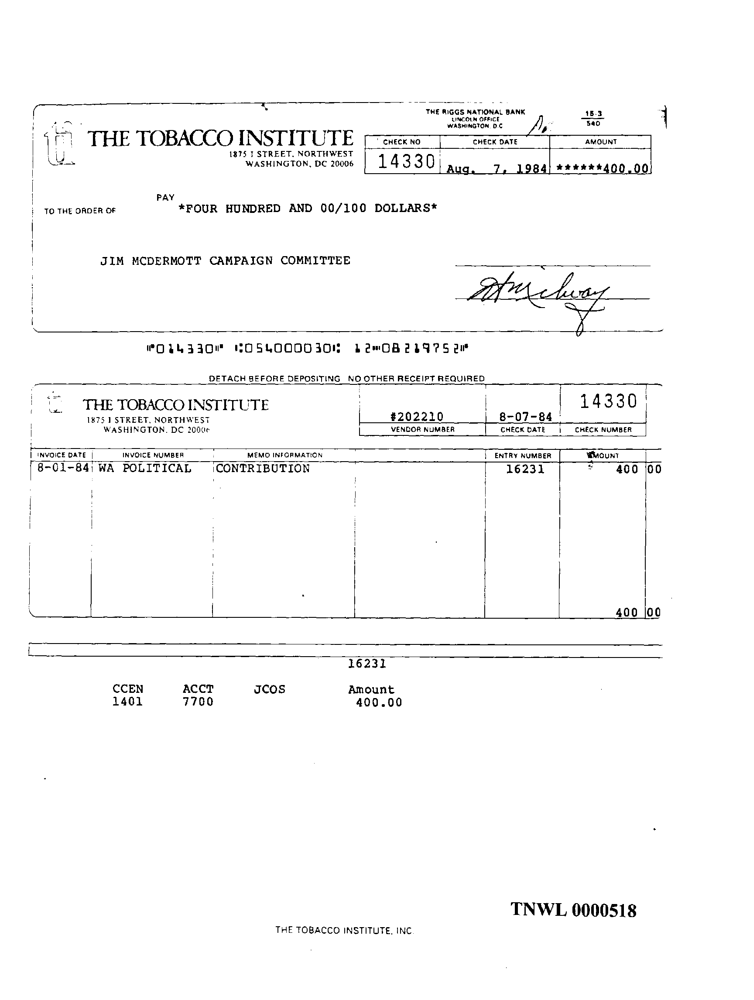 THE RIGGS NATIONAL BANK
LINCOLN OFFICE
WASHINGTON D C
15-3
540
THE TOBACCO INSTITUTE
1875 I STREET, NORTHWEST
WASHINGTON, DC 20006
CHECK NO CHECK DATE AMOUNT
14330 Aug. 7, 1984 ******400.00
PAY
TO THE ORDER OF *FOUR HUNDRED AND 00/100 DOLLARS*
JIM MCDERMOTT CAMPAIGN COMMITTEE
⑈014330⑈ ⑆054000030⑆ 12⑈08219752⑈
DETACH BEFORE DEPOSITING NO OTHER RECEIPT REQUIRED
THE TOBACCO INSTITUTE
1875 I STREET, NORTHWEST
WASHINGTON, DC 20006
#202210 8-07-84 14330
VENDOR NUMBER CHECK DATE CHECK NUMBER
INVOICE DATE INVOICE NUMBER MEMO INFORMATION ENTRY NUMBER AMOUNT
8-01-84 WA POLITICAL CONTRIBUTION 16231 400 00
400 00
16231
CCEN ACCT JCOS Amount
1401 7700 400.00
TNWL 0000518
THE TOBACCO INSTITUTE, INC